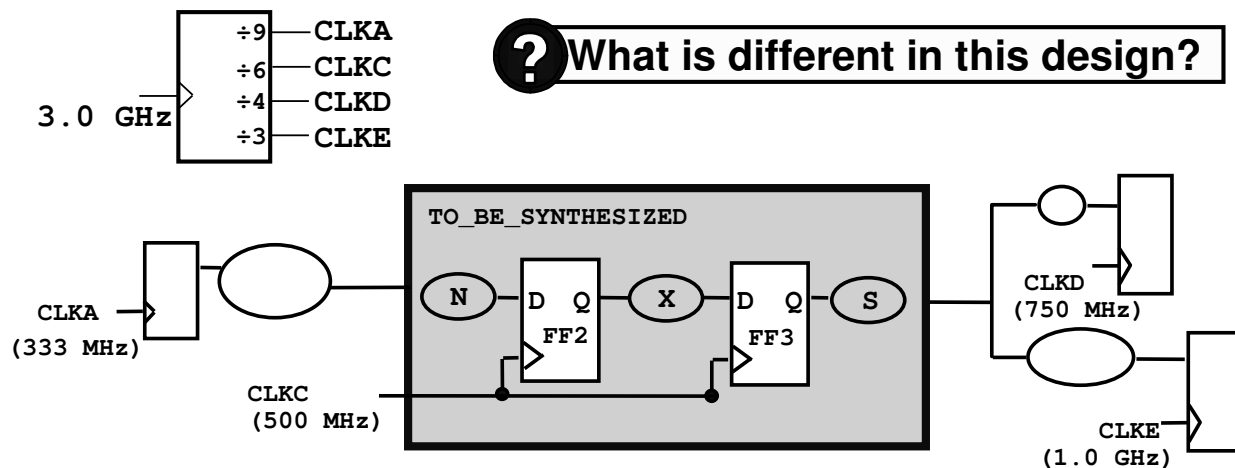 ÷9 CLKA
÷6 CLKC
÷4 CLKD
÷3 CLKE
3.0 GHz
? What is different in this design?
TO_BE_SYNTHESIZED
N
D Q
FF2
X
D Q
FF3
S
CLKA
(333 MHz)
CLKC
(500 MHz)
CLKD
(750 MHz)
CLKE
(1.0 GHz)